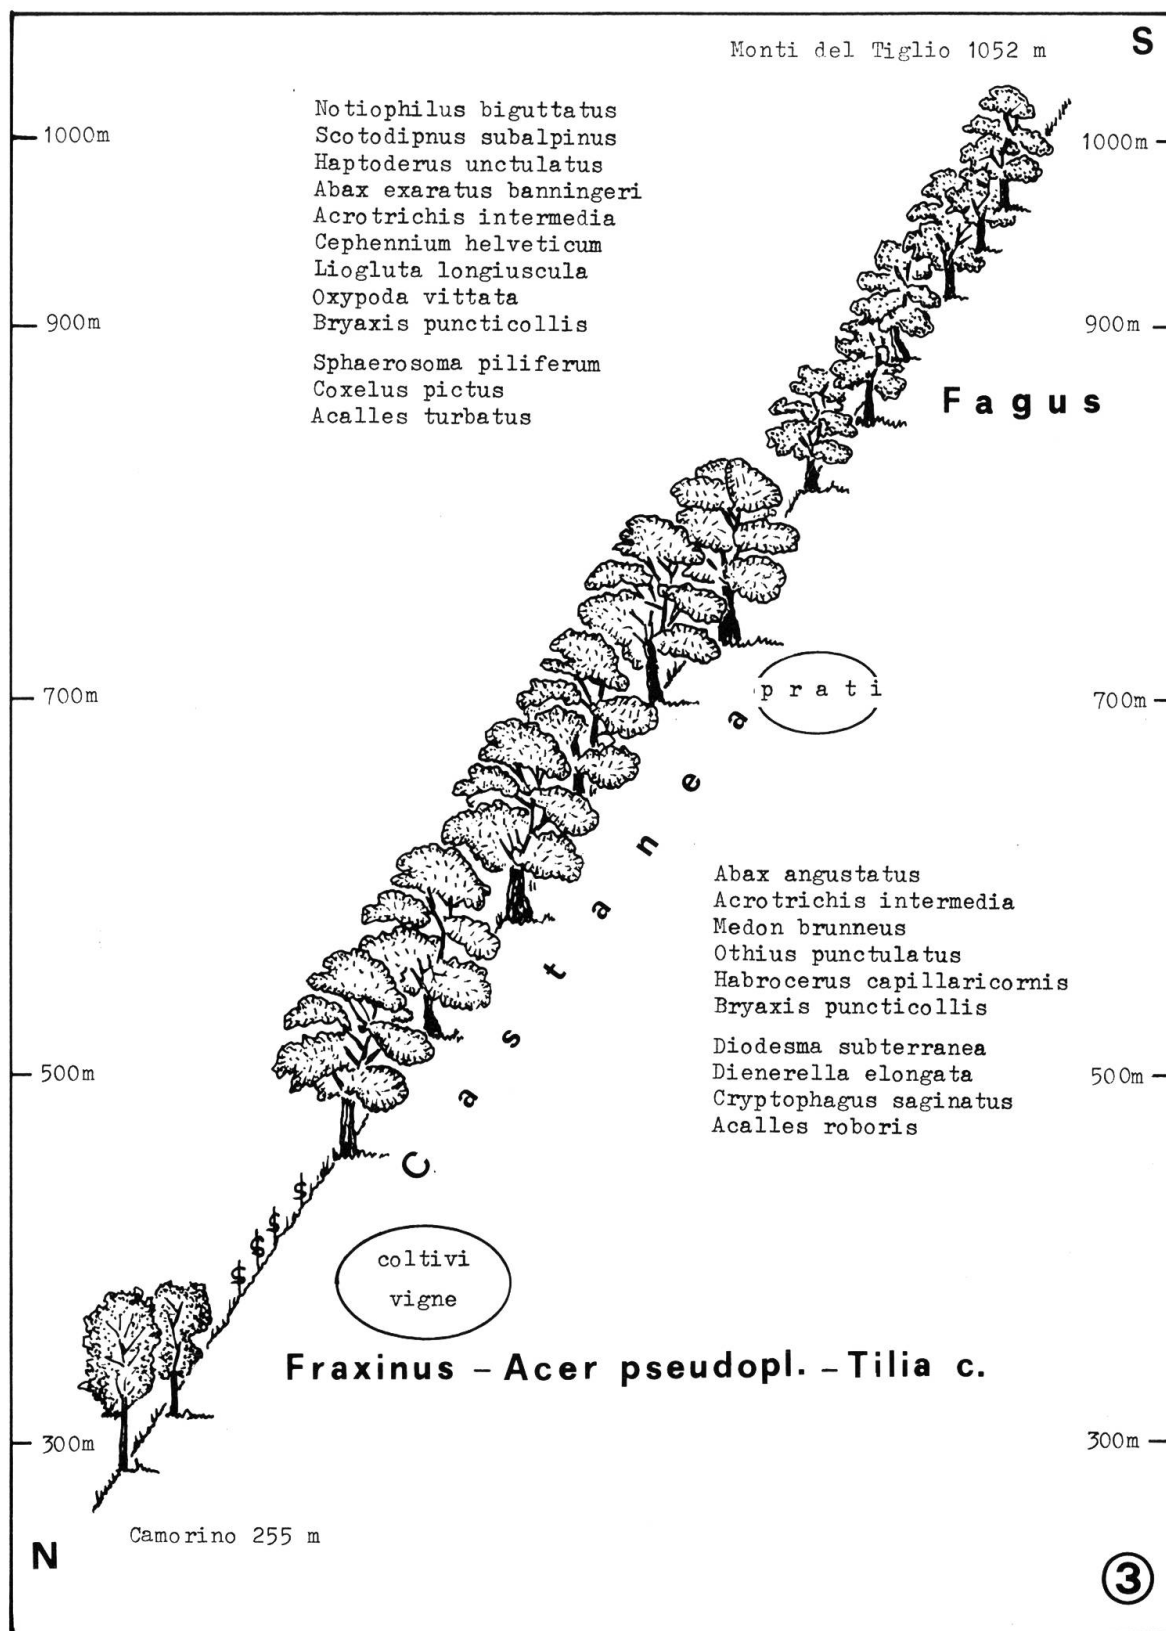 Monti del Tiglio 1052 m
S
Notiophilus biguttatus
Scotodipnus subalpinus
Haptoderus unctulatus
Abax exaratus banningeri
Acrotrichis intermedia
Cephennium helveticum
Liogluta longiuscula
Oxypoda vittata
Bryaxis puncticollis
Sphaerosoma piliferum
Coxelus pictus
Acalles turbatus
1000m
1000m
900m
900m
Fagus
700m
prati
700m
Castanea
Abax angustatus
Acrotrichis intermedia
Medon brunneus
Othius punctulatus
Habrocerus capillaricornis
Bryaxis puncticollis
Diodesma subterranea
Dienerella elongata
Cryptophagus saginatus
Acalles roboris
500m
500m
coltivi
vigne
Fraxinus – Acer pseudopl. – Tilia c.
300m
300m
Camorino 255 m
N
3